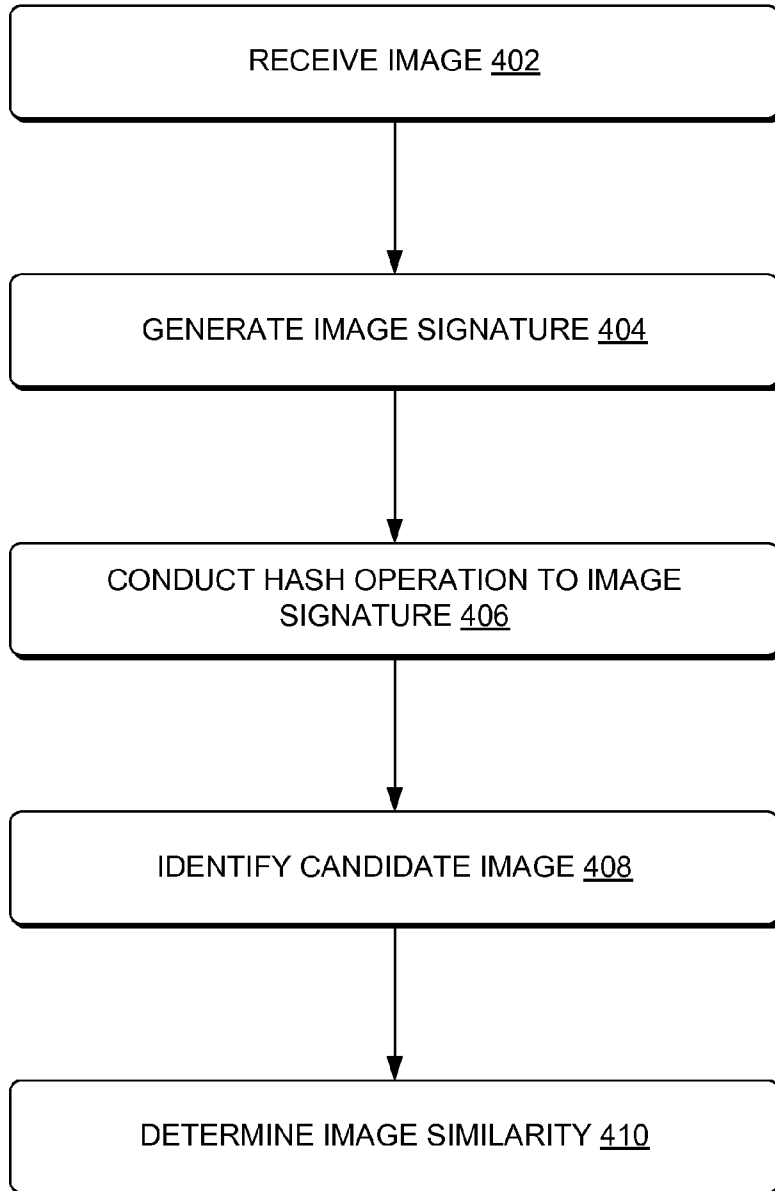 RECEIVE IMAGE 402
GENERATE IMAGE SIGNATURE 404
CONDUCT HASH OPERATION TO IMAGE
SIGNATURE 406
IDENTIFY CANDIDATE IMAGE 408
DETERMINE IMAGE SIMILARITY 410